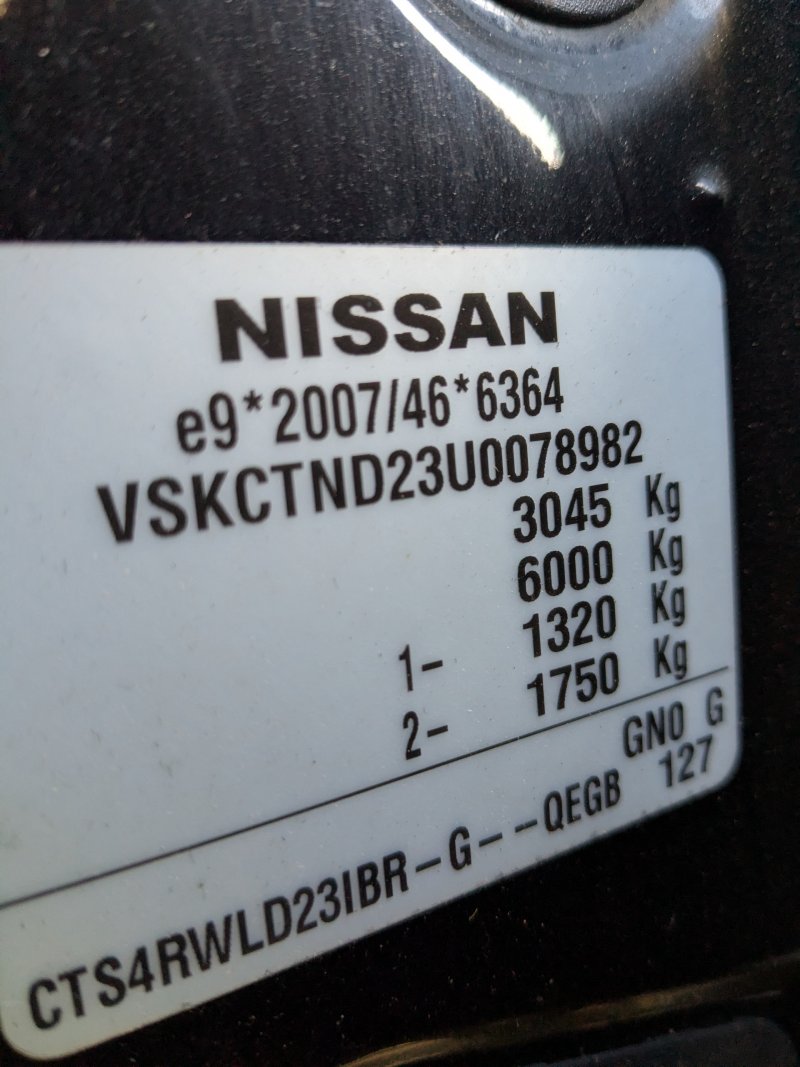 NISSAN
e9*2007/46*6364
VSKCTND23U0078982
3045 Kg
6000 Kg
1- 1320 Kg
2- 1750 Kg
GN0 G
CTS4RWLD23IBR-G--QEGB 127